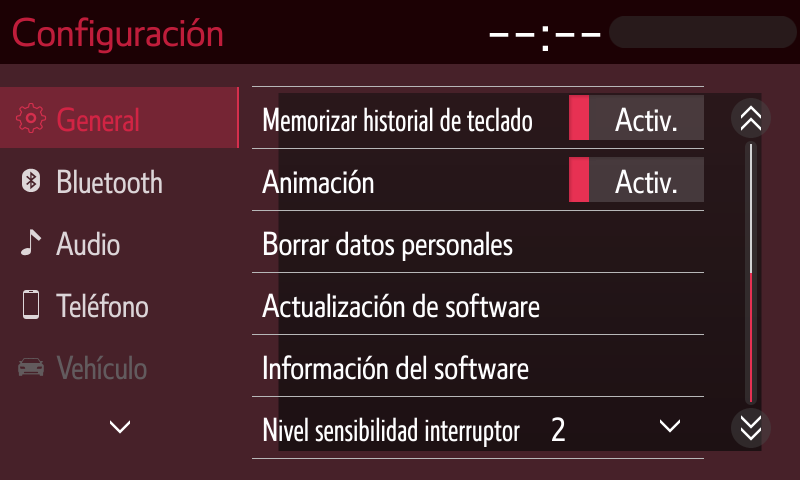 Configuración --:--
General
Bluetooth
Audio
Teléfono
Vehículo
Memorizar historial de teclado Activ.
Animación Activ.
Borrar datos personales
Actualización de software
Información del software
Nivel sensibilidad interruptor 2